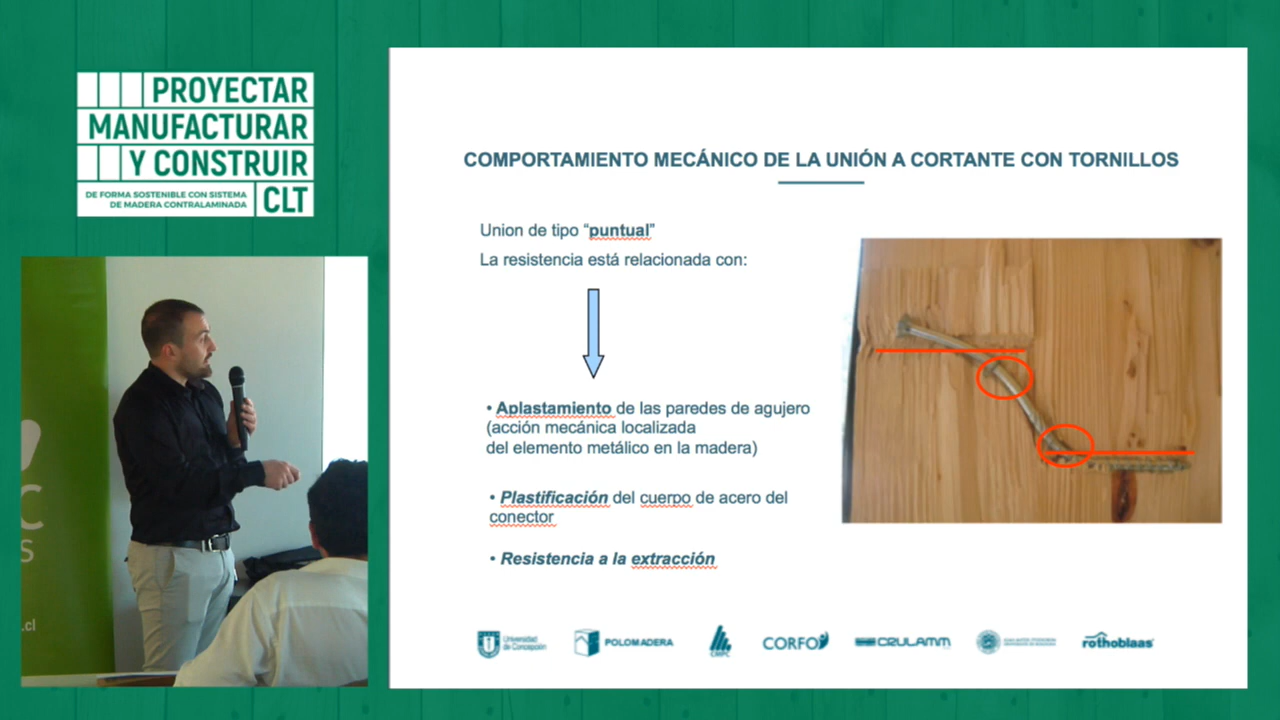 PROYECTAR
MANUFACTURAR
Y CONSTRUIR
DE FORMA SOSTENIBLE CON SISTEMA
DE MADERA CONTRALAMINADA
CLT
COMPORTAMIENTO MECÁNICO DE LA UNIÓN A CORTANTE CON TORNILLOS
Union de tipo “puntual”
La resistencia está relacionada con:
• Aplastamiento de las paredes de agujero
(acción mecánica localizada
del elemento metálico en la madera)
• Plastificación del cuerpo de acero del
conector
• Resistencia a la extracción
Universidad
de Concepción
POLOMADERA
CMPC
CORFO
CRULAMM
rothoblaas
C
S
.cl